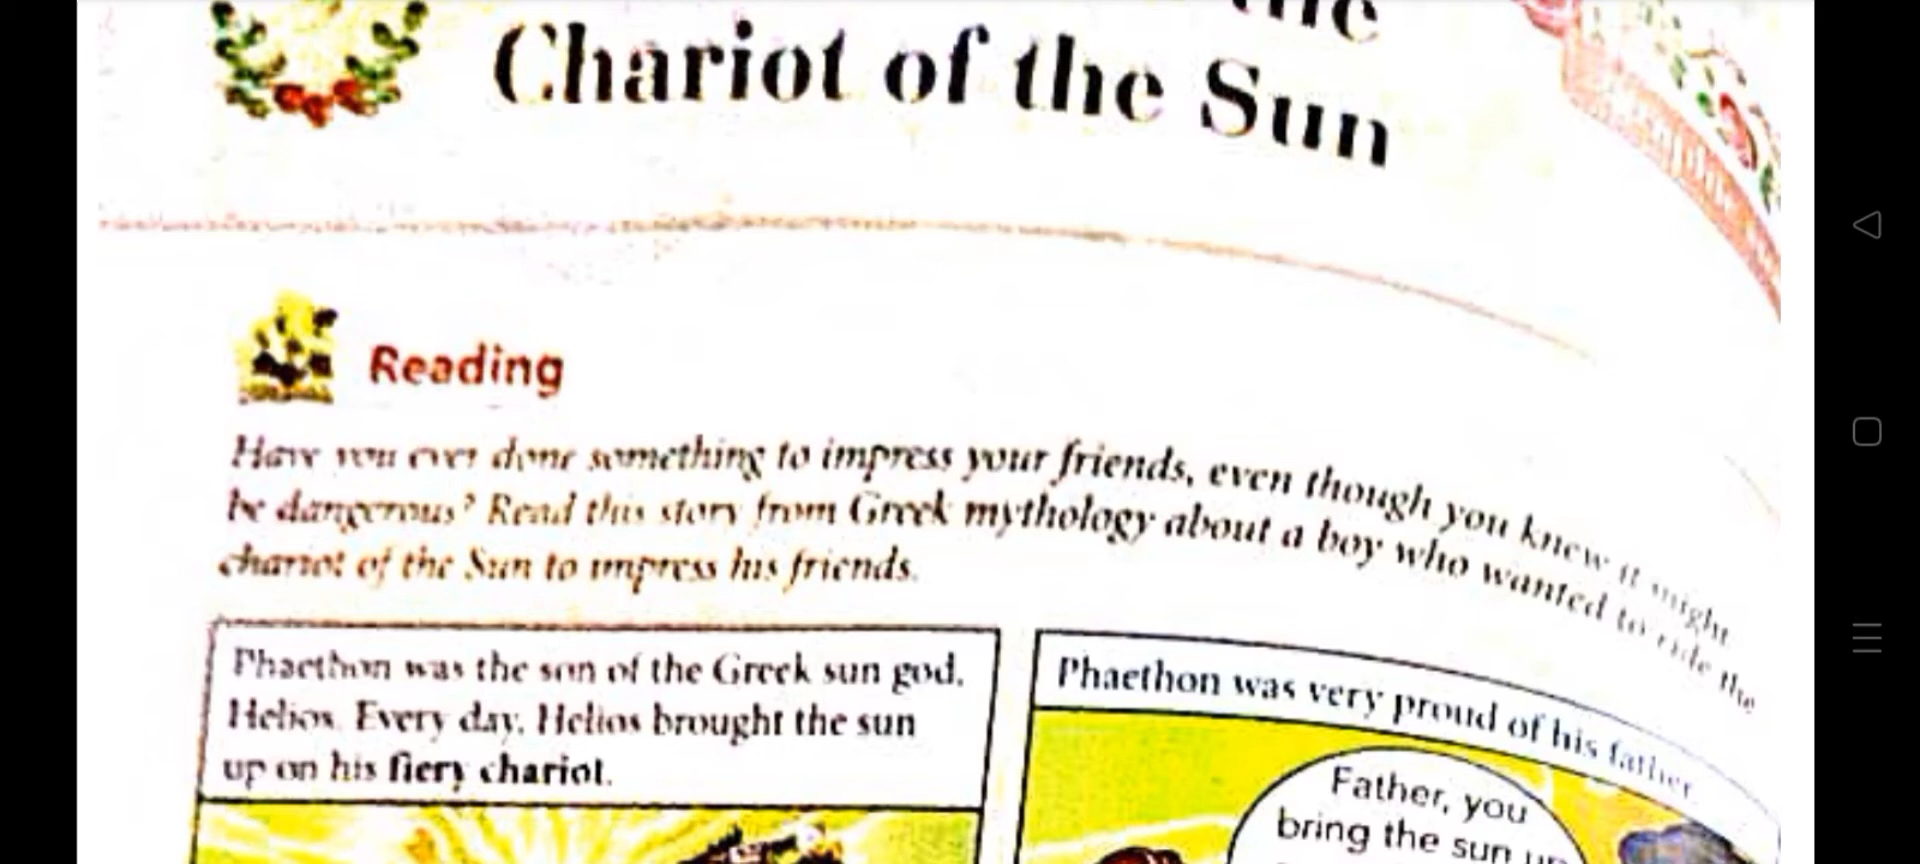 the
Chariot of the Sun
Reading
Have you ever done something to impress your friends, even though you knew it might
be dangerous? Read this story from Greek mythology about a boy who wanted to ride the
chariot of the Sun to impress his friends.
Phaethon was the son of the Greek sun god,
Helios. Every day, Helios brought the sun
up on his fiery chariot.
Phaethon was very proud of his father.
Father, you
bring the sun up